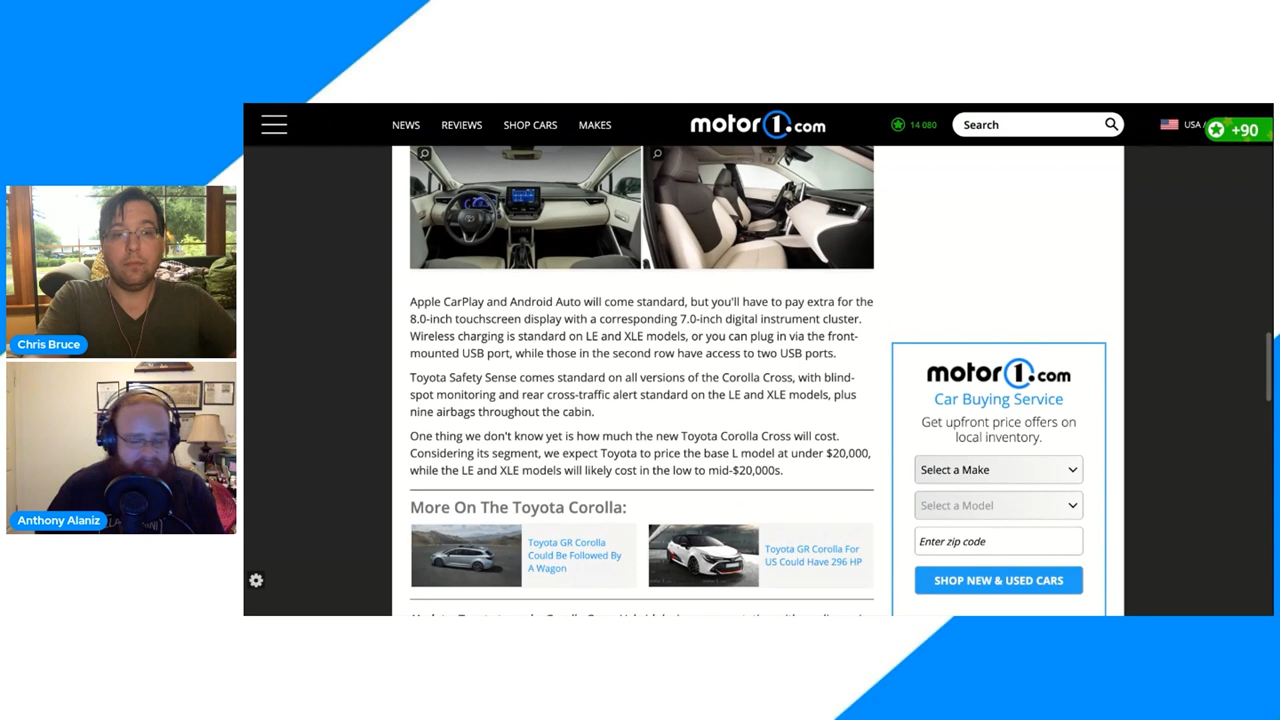 NEWS
REVIEWS
SHOP CARS
MAKES
motor1.com
14 080
Search
USA /
+90
Chris Bruce
Anthony Alaniz
Apple CarPlay and Android Auto will come standard, but you'll have to pay extra for the
8.0-inch touchscreen display with a corresponding 7.0-inch digital instrument cluster.
Wireless charging is standard on LE and XLE models, or you can plug in via the front-
mounted USB port, while those in the second row have access to two USB ports.
Toyota Safety Sense comes standard on all versions of the Corolla Cross, with blind-
spot monitoring and rear cross-traffic alert standard on the LE and XLE models, plus
nine airbags throughout the cabin.
One thing we don't know yet is how much the new Toyota Corolla Cross will cost.
Considering its segment, we expect Toyota to price the base L model at under $20,000,
while the LE and XLE models will likely cost in the low to mid-$20,000s.
More On The Toyota Corolla:
Toyota GR Corolla
Could Be Followed By
A Wagon
Toyota GR Corolla For
US Could Have 296 HP
motor1.com
Car Buying Service
Get upfront price offers on
local inventory.
Select a Make
Select a Model
Enter zip code
SHOP NEW & USED CARS